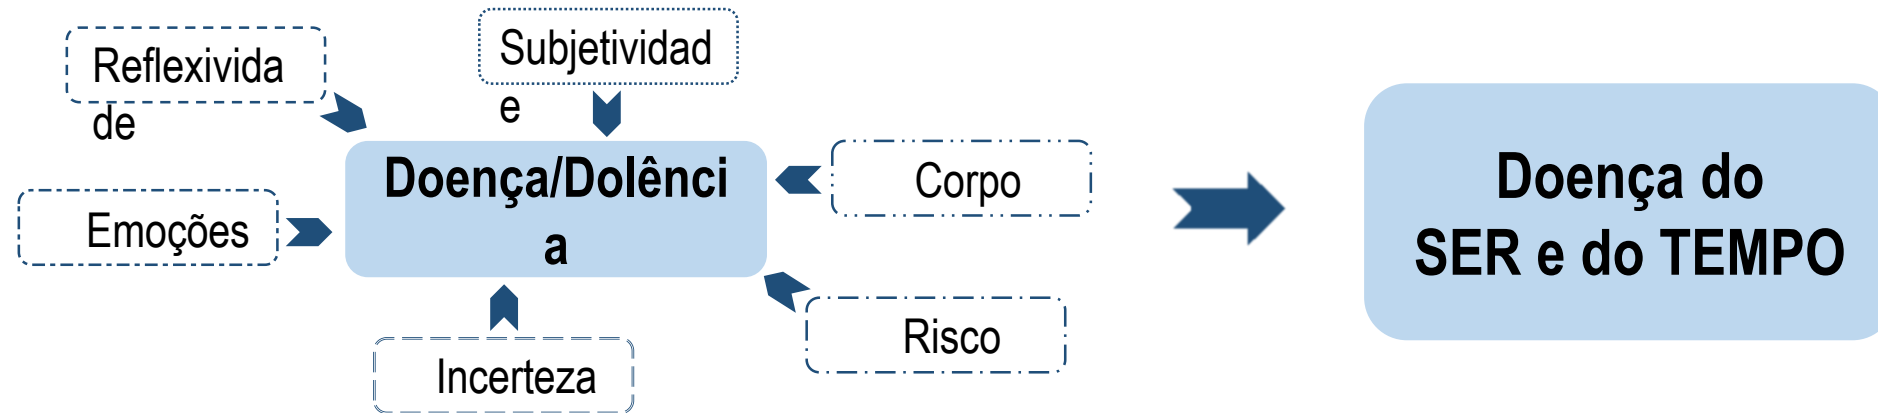 Reflexivida
de
Subjetividad
e
Emoções
Doença/Dolênci
a
Corpo
Risco
Incerteza
Doença do
SER e do TEMPO